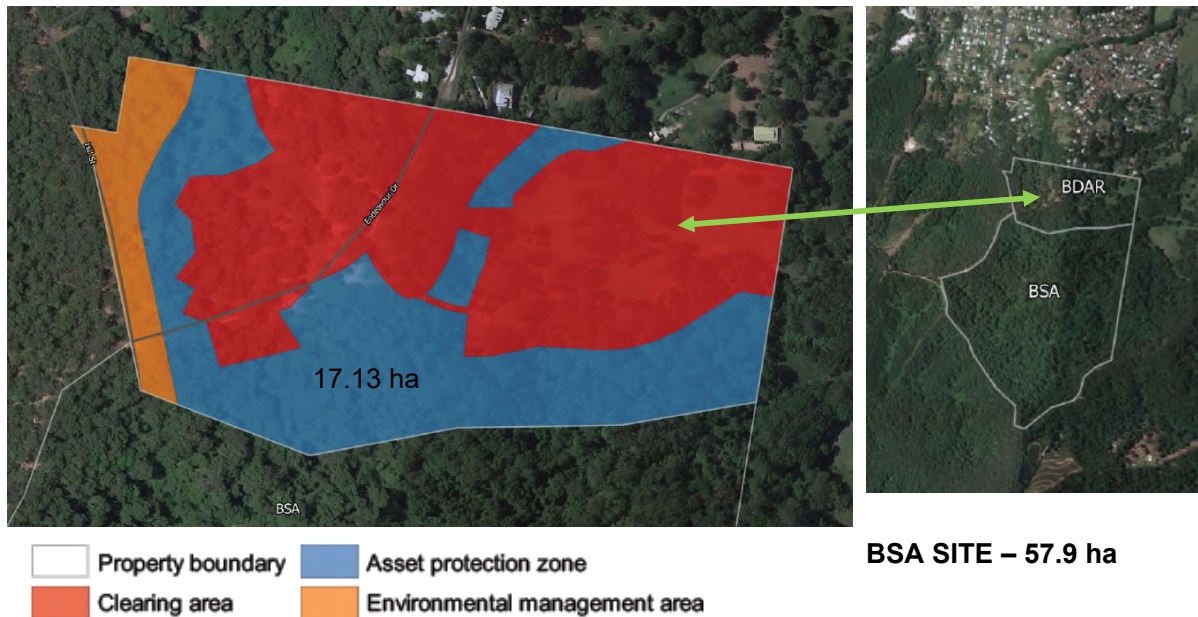 Hill St
Endeavour Dr
17.13 ha
BSA
BDAR
BSA
BSA SITE – 57.9 ha
Property boundary
Asset protection zone
Clearing area
Environmental management area